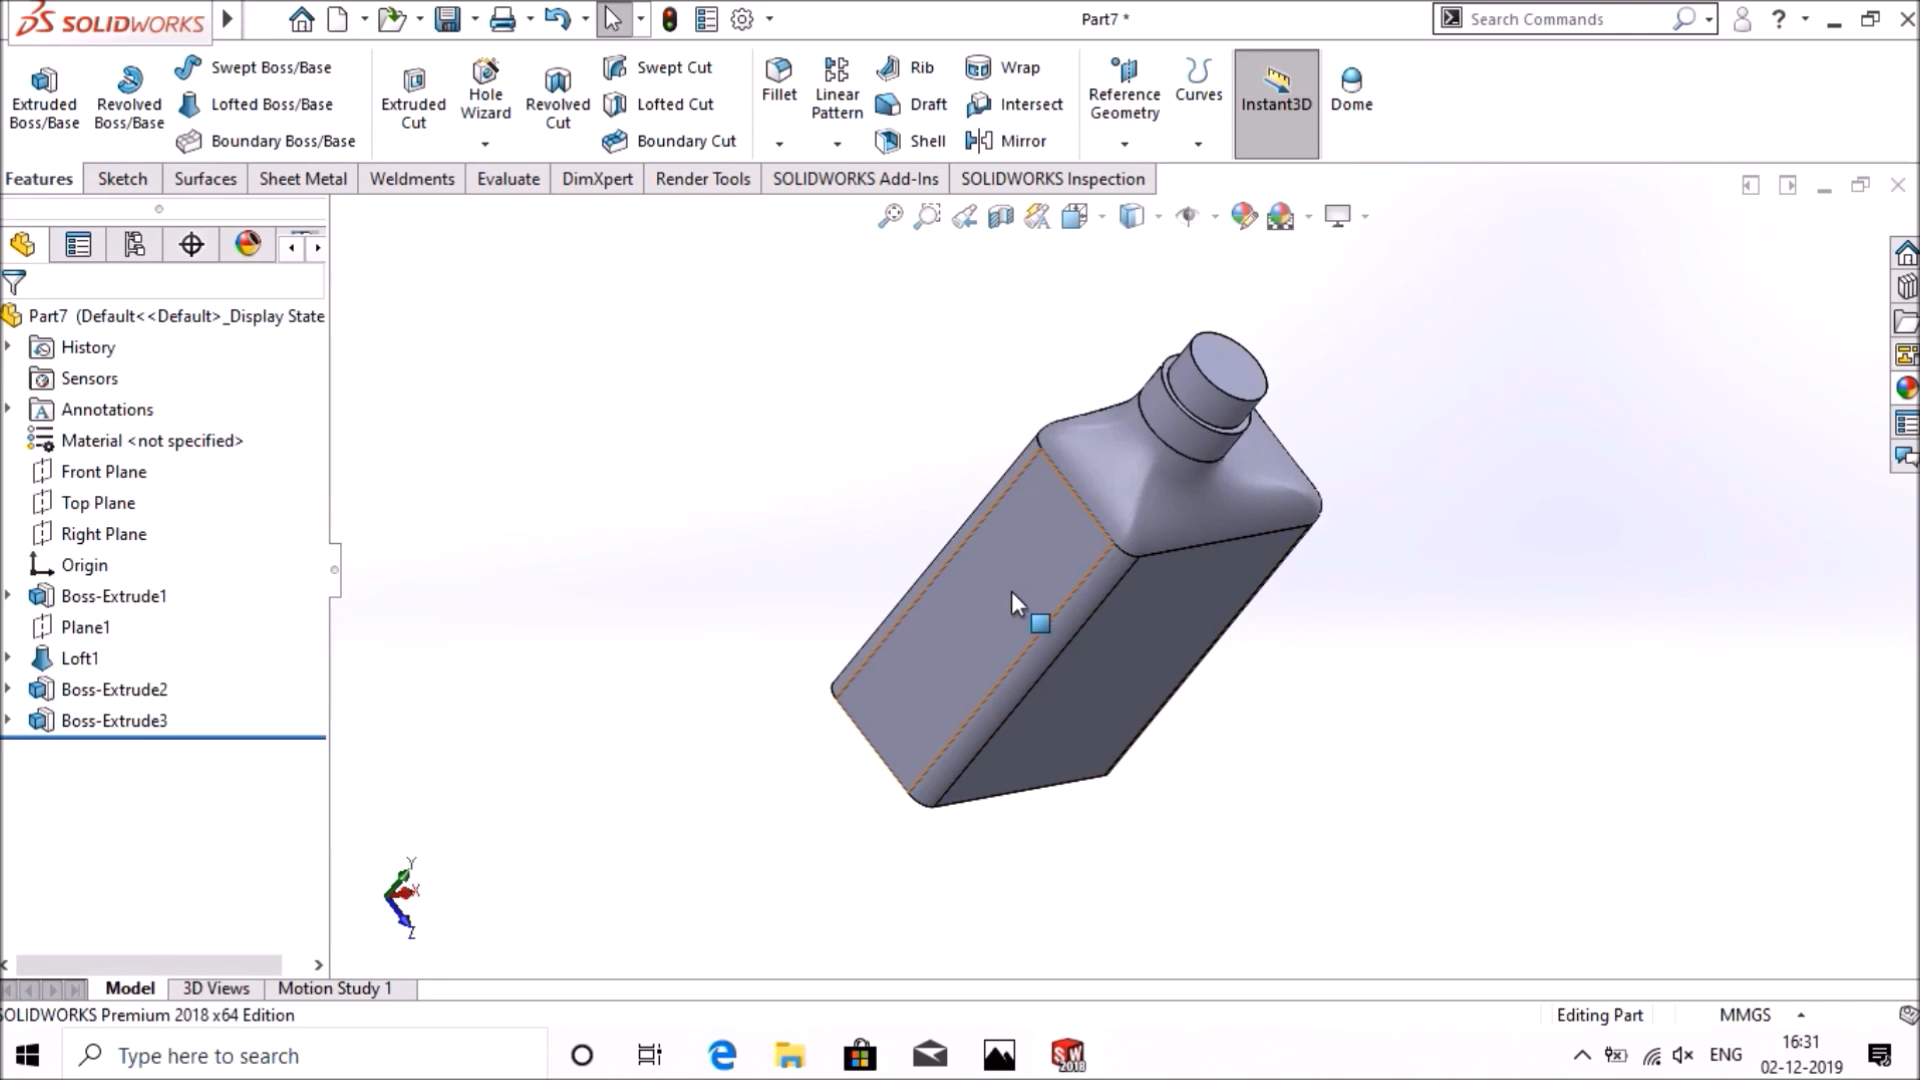 SOLIDWORKS
Part7 *
Search Commands
?
Extruded Boss/Base
Revolved Boss/Base
Swept Boss/Base
Lofted Boss/Base
Boundary Boss/Base
Extruded Cut
Hole Wizard
Revolved Cut
Swept Cut
Lofted Cut
Boundary Cut
Fillet
Linear Pattern
Rib
Draft
Shell
Wrap
Intersect
Mirror
Reference Geometry
Curves
Instant3D
Dome
Features
Sketch
Surfaces
Sheet Metal
Weldments
Evaluate
DimXpert
Render Tools
SOLIDWORKS Add-Ins
SOLIDWORKS Inspection
Part7 (Default<<Default>_Display State
History
Sensors
Annotations
Material <not specified>
Front Plane
Top Plane
Right Plane
Origin
Boss-Extrude1
Plane1
Loft1
Boss-Extrude2
Boss-Extrude3
Y
X
Z
Model
3D Views
Motion Study 1
SOLIDWORKS Premium 2018 x64 Edition
Editing Part
MMGS
Type here to search
SW
2018
ENG
16:31
02-12-2019